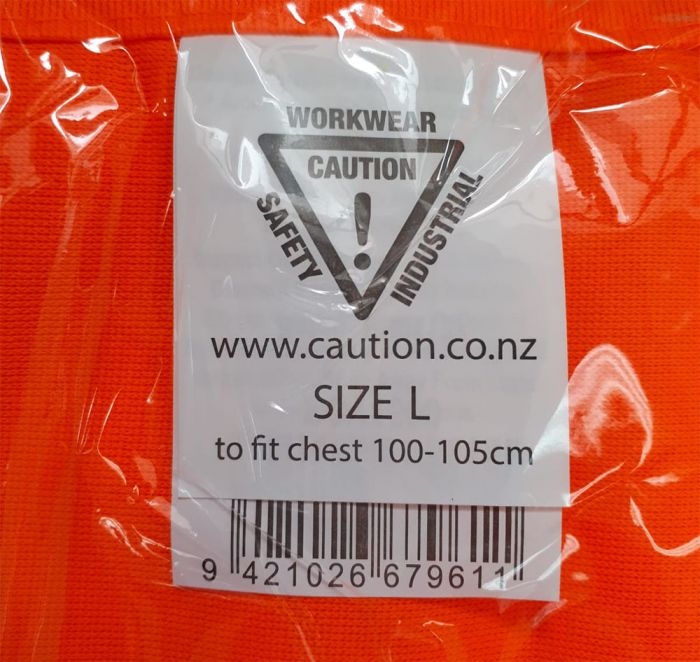 WORKWEAR
CAUTION
!
SAFETY
INDUSTRIAL
www.caution.co.nz
SIZE L
to fit chest 100-105cm
9 421026 679611